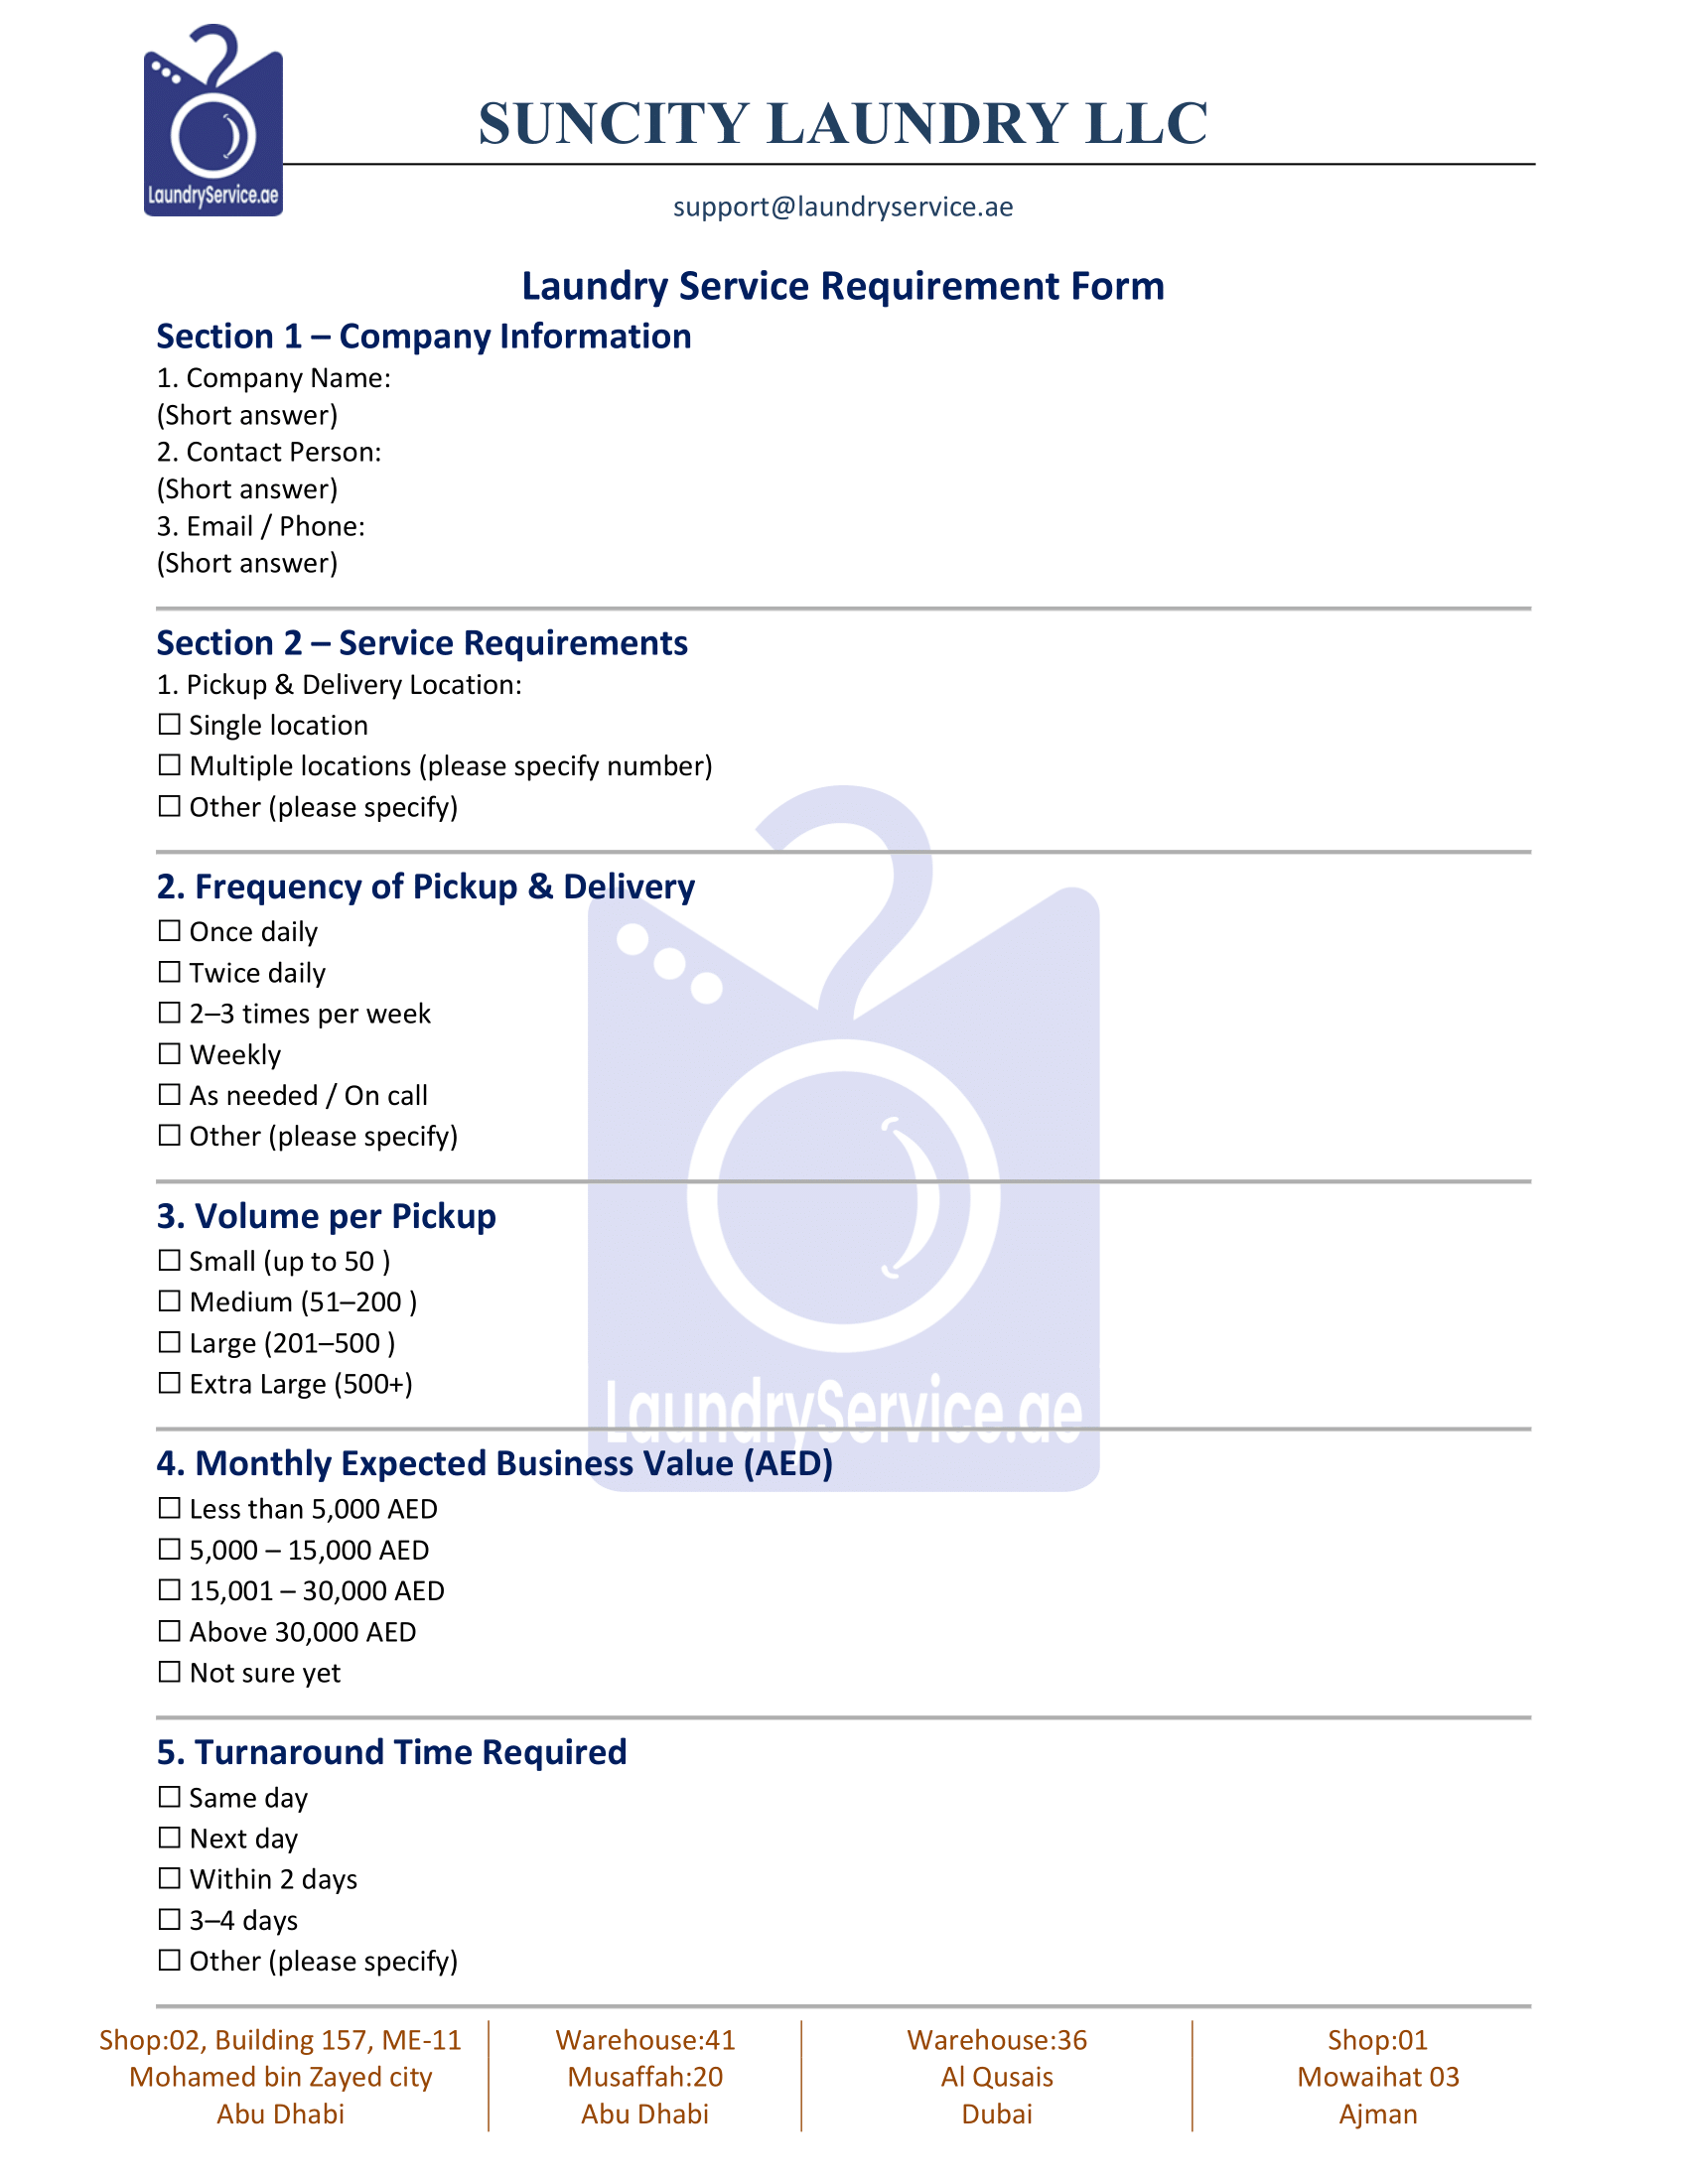 LaundryService.ae
SUNCITY LAUNDRY LLC
support@laundryservice.ae
Laundry Service Requirement Form
Section 1 – Company Information
1. Company Name:
(Short answer)
2. Contact Person:
(Short answer)
3. Email / Phone:
(Short answer)
Section 2 – Service Requirements
1. Pickup & Delivery Location:
☐ Single location
☐ Multiple locations (please specify number)
☐ Other (please specify)
2. Frequency of Pickup & Delivery
☐ Once daily
☐ Twice daily
☐ 2–3 times per week
☐ Weekly
☐ As needed / On call
☐ Other (please specify)
3. Volume per Pickup
☐ Small (up to 50 )
☐ Medium (51–200 )
☐ Large (201–500 )
☐ Extra Large (500+)
LaundryService.ae
4. Monthly Expected Business Value (AED)
☐ Less than 5,000 AED
☐ 5,000 – 15,000 AED
☐ 15,001 – 30,000 AED
☐ Above 30,000 AED
☐ Not sure yet
5. Turnaround Time Required
☐ Same day
☐ Next day
☐ Within 2 days
☐ 3–4 days
☐ Other (please specify)
Shop:02, Building 157, ME-11
Mohamed bin Zayed city
Abu Dhabi
Warehouse:41
Musaffah:20
Abu Dhabi
Warehouse:36
Al Qusais
Dubai
Shop:01
Mowaihat 03
Ajman